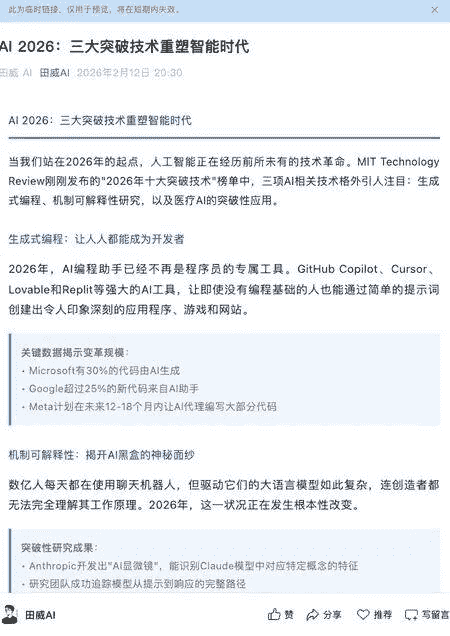 此为临时链接，仅用于预览，将在短期内失效。
AI 2026：三大突破技术重塑智能时代
田威 AI 田威AI 2026年2月12日 20:30
AI 2026：三大突破技术重塑智能时代
当我们站在2026年的起点，人工智能正在经历前所未有的技术革命。MIT Technology
Review刚刚发布的"2026年十大突破技术"榜单中，三项AI相关技术格外引人注目：生成
式编程、机制可解释性研究，以及医疗AI的突破性应用。
生成式编程：让人人都能成为开发者
2026年，AI编程助手已经不再是程序员的专属工具。GitHub Copilot、Cursor、
Lovable和Replit等强大的AI工具，让即使没有编程基础的人也能通过简单的提示词
创建出令人印象深刻的应用程序、游戏和网站。
关键数据揭示变革规模：
• Microsoft有30%的代码由AI生成
• Google超过25%的新代码来自AI助手
• Meta计划在未来12-18个月内让AI代理编写大部分代码
机制可解释性：揭开AI黑盒的神秘面纱
数亿人每天都在使用聊天机器人，但驱动它们的大语言模型如此复杂，连创造者都
无法完全理解其工作原理。2026年，这一状况正在发生根本性改变。
突破性研究成果：
• Anthropic开发出"AI显微镜"，能识别Claude模型中对应特定概念的特征
• 研究团队成功追踪模型从提示到响应的完整路径
田威AI 赞 分享 推荐 写留言